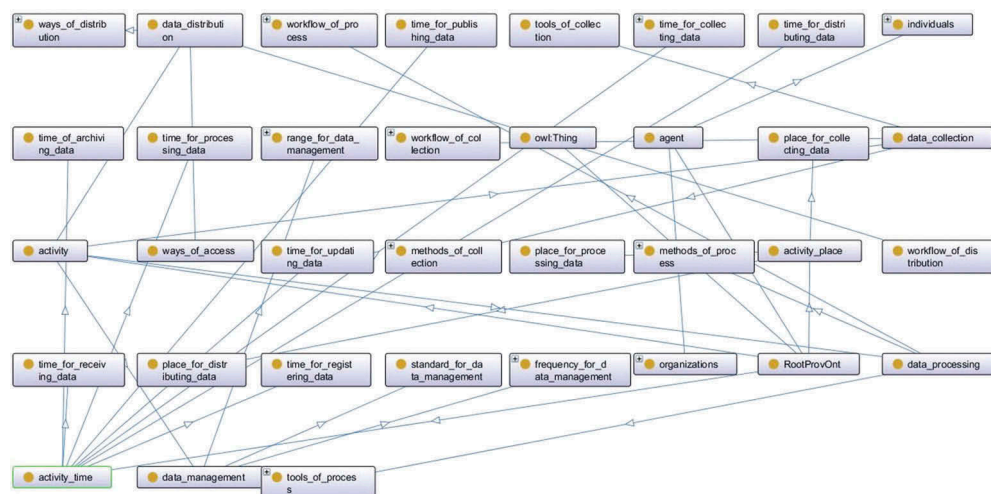 ways_of_distrib
ution
data_distributi
on
workflow_of_pro
cess
time_for_publis
hing_data
tools_of_collec
tion
time_for_collec
ting_data
time_for_distri
buting_data
individuals
time_of_archivi
ng_data
time_for_proces
sing_data
range_for_data_
management
workflow_of_col
lection
owl:Thing
agent
place_for_colle
cting_data
data_collection
activity
ways_of_access
time_for_updati
ng_data
methods_of_coll
ection
place_for_proce
ssing_data
methods_of_proc
ess
activity_place
workflow_of_dis
tribution
time_for_receiv
ing_data
place_for_distr
ibuting_data
time_for_regist
ering_data
standard_for_da
ta_management
frequency_for_d
ata_management
organizations
RootProvOnt
data_processing
activity_time
data_management
tools_of_proces
s